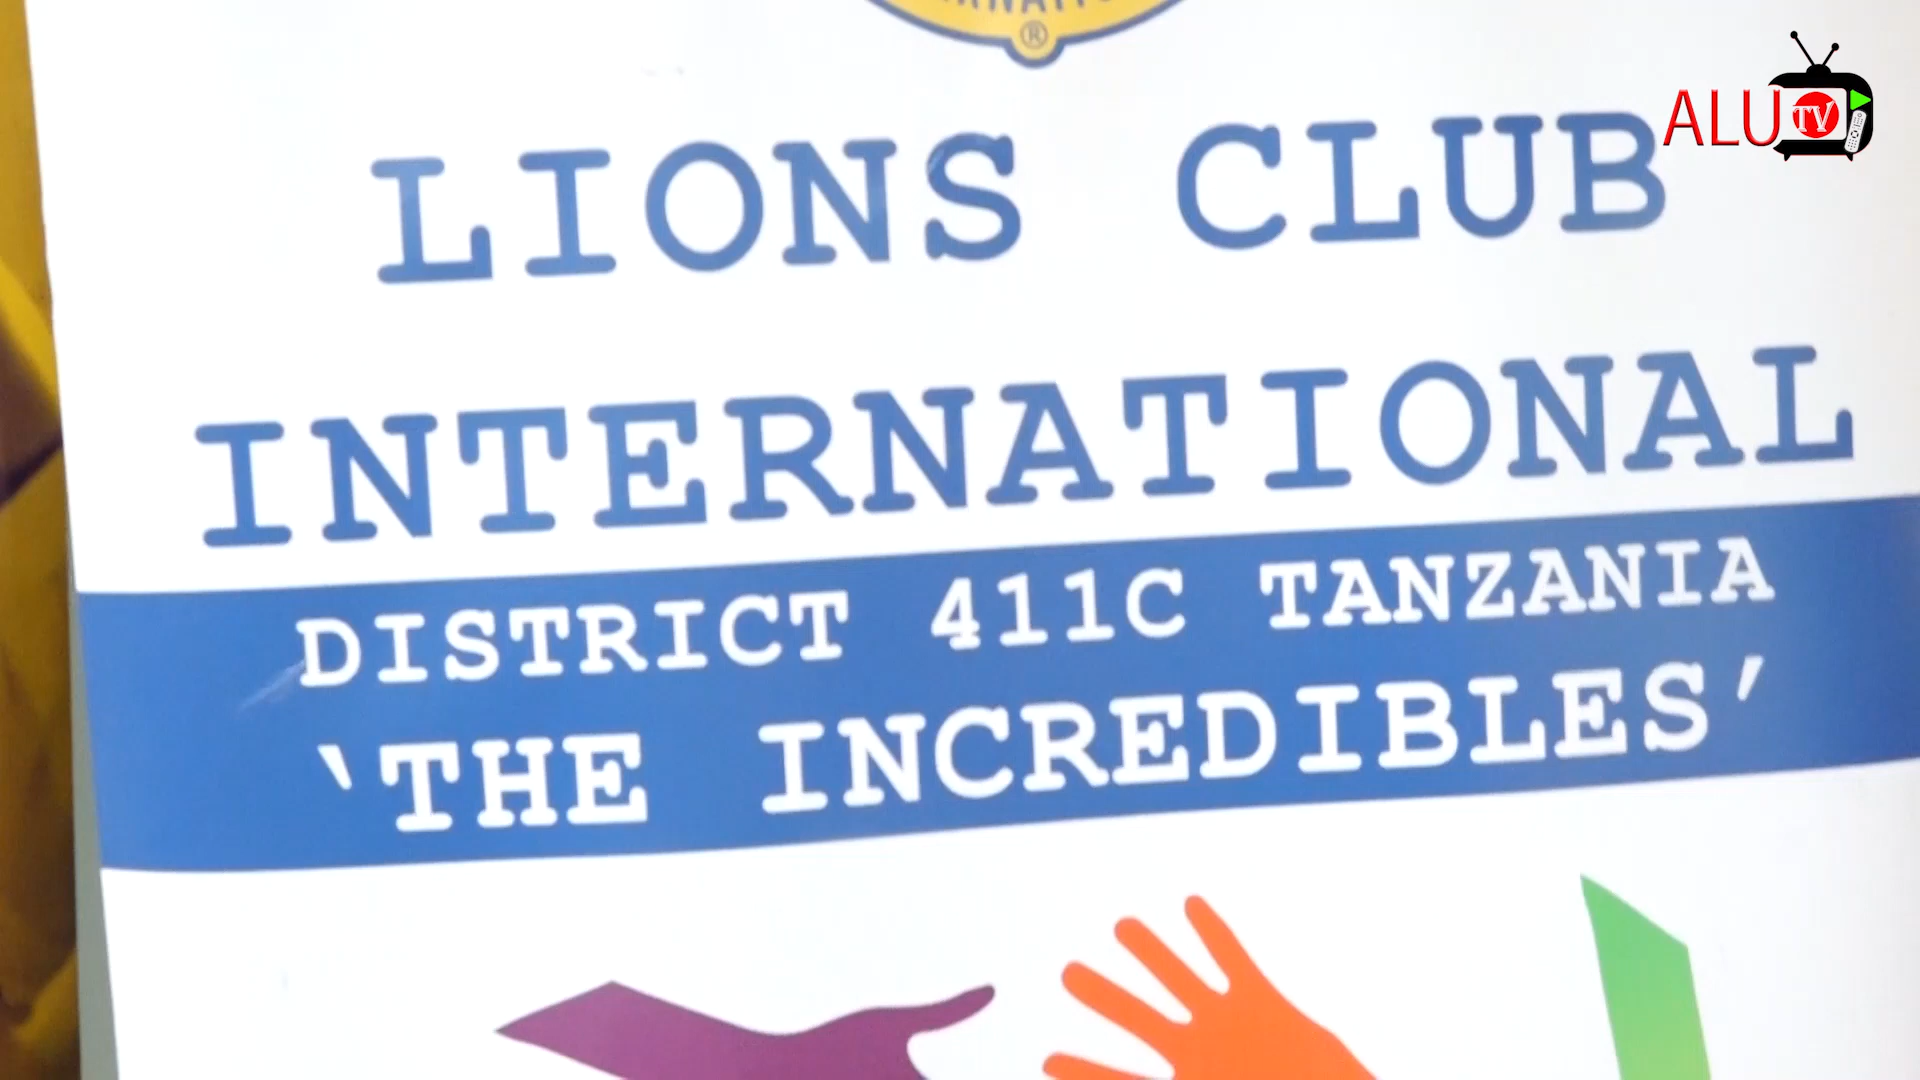 ®
LIONS CLUB
INTERNATIONAL
DISTRICT 411C TANZANIA
‘THE INCREDIBLES’
ALU TV